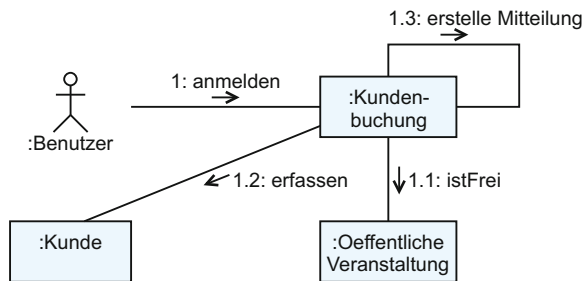 1.3: erstelle Mitteilung
1: anmelden
:Kunden-
buchung
:Benutzer
1.2: erfassen
1.1: istFrei
:Kunde
:Oeffentliche
Veranstaltung